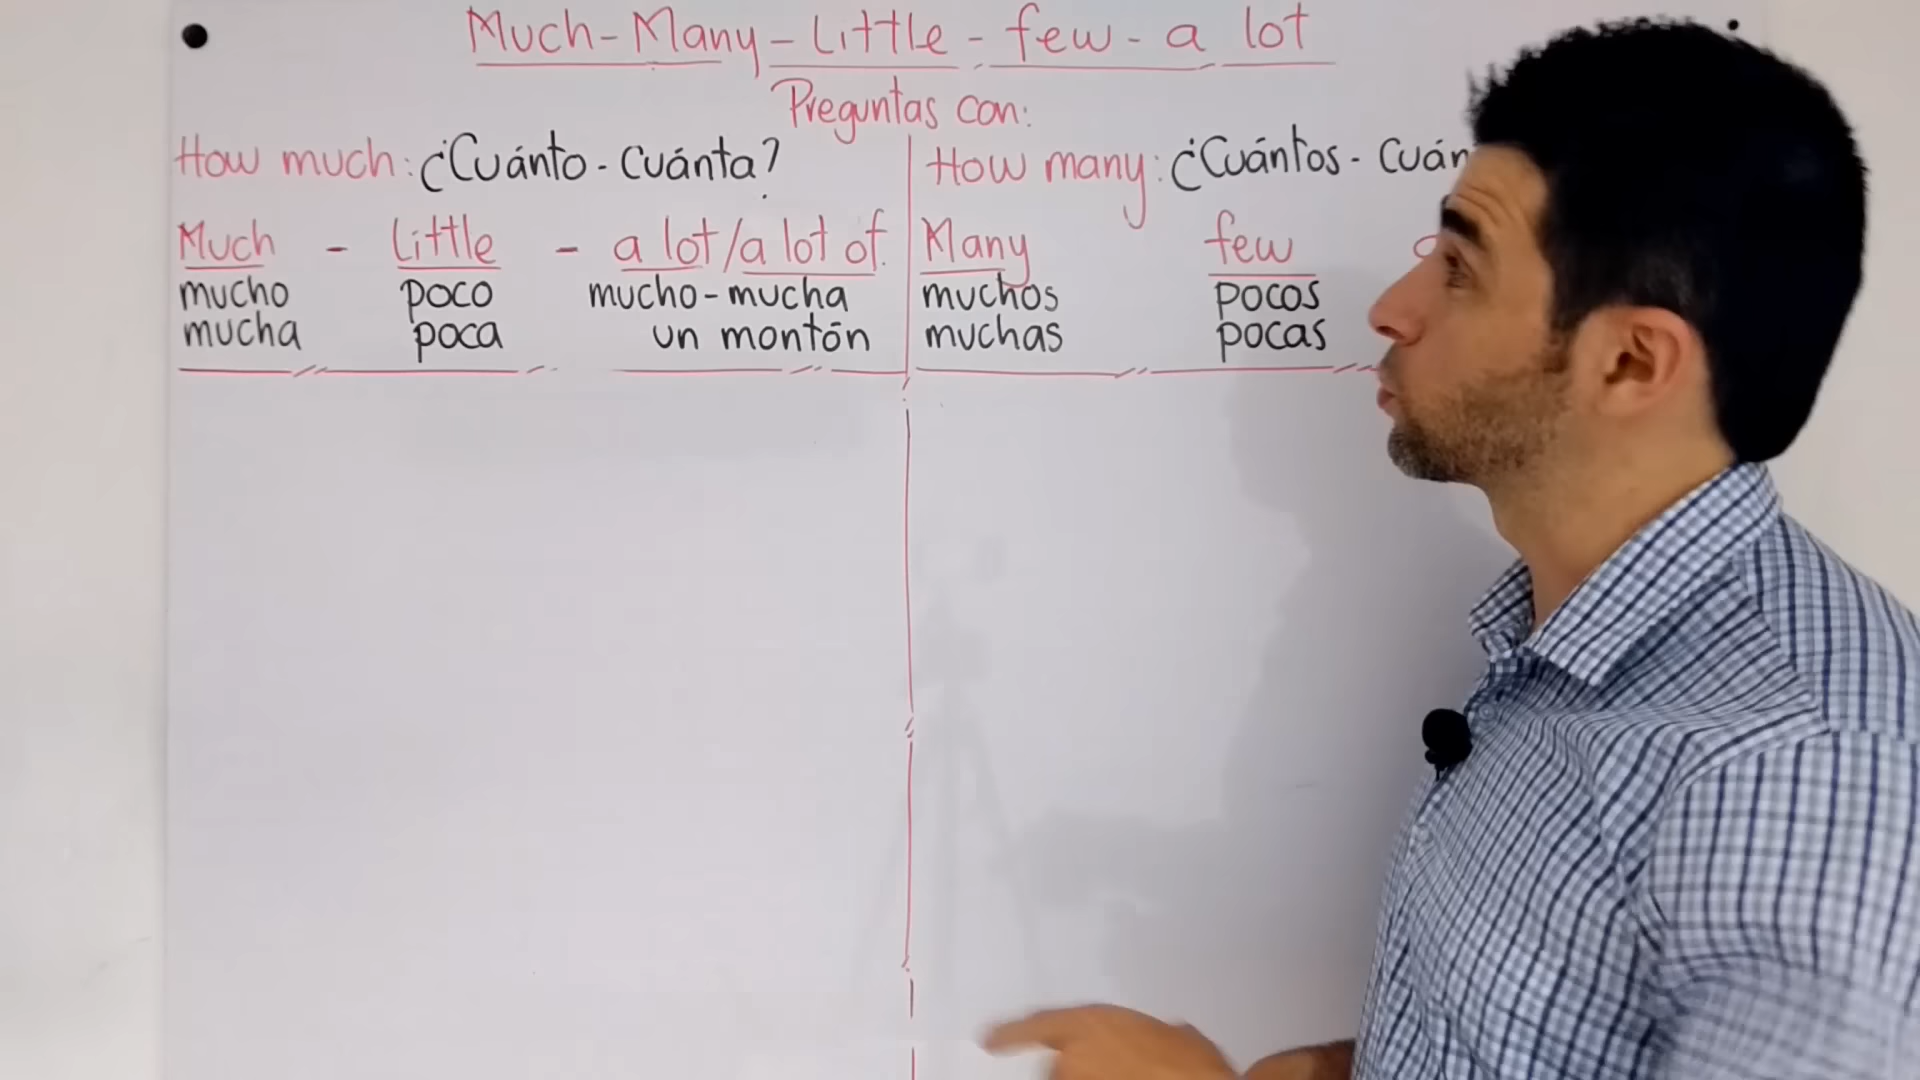 Much - Many - Little - few - a lot
Preguntas con:
How much: ¿Cuánto - Cuánta?
Much - Little - a lot / a lot of
mucho poco mucho - mucha
mucha poca un montón
How many: ¿Cuántos -
Many few
muchos pocos
muchas pocas